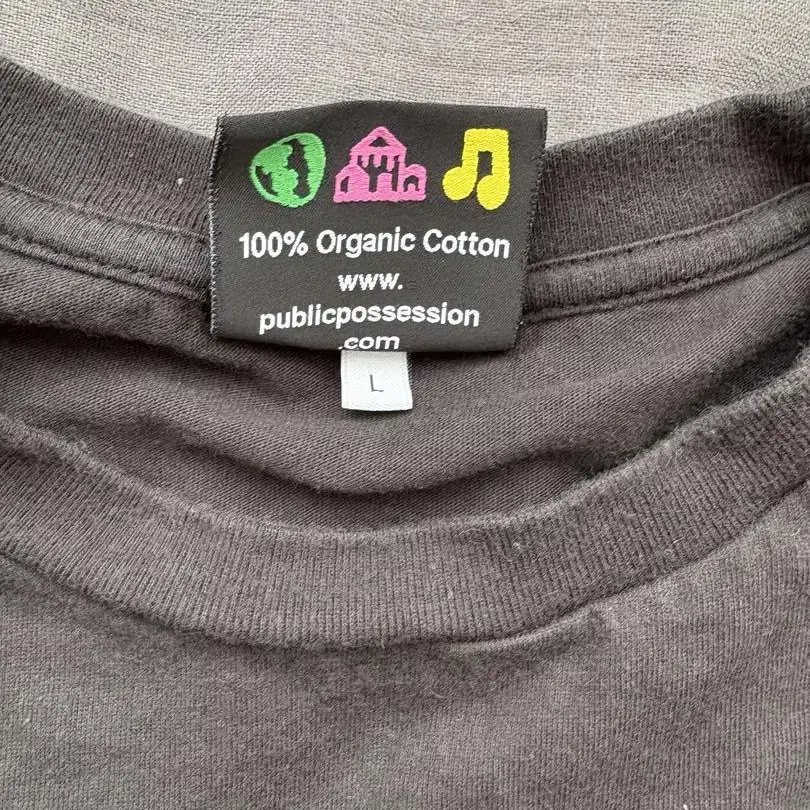 100% Organic Cotton
www.
publicpossession
.com
L